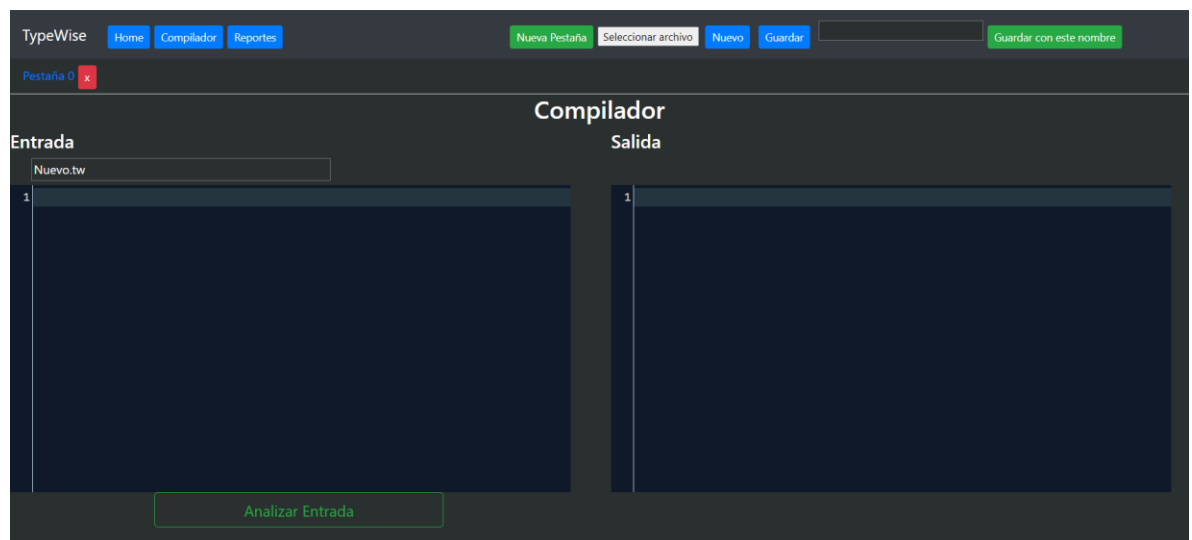 TypeWise Home Compilador Reportes Nueva Pestaña Seleccionar archivo Nuevo Guardar Guardar con este nombre
Pestaña 0 x
Compilador
Entrada Salida
Nuevo.tw
1 1
Analizar Entrada